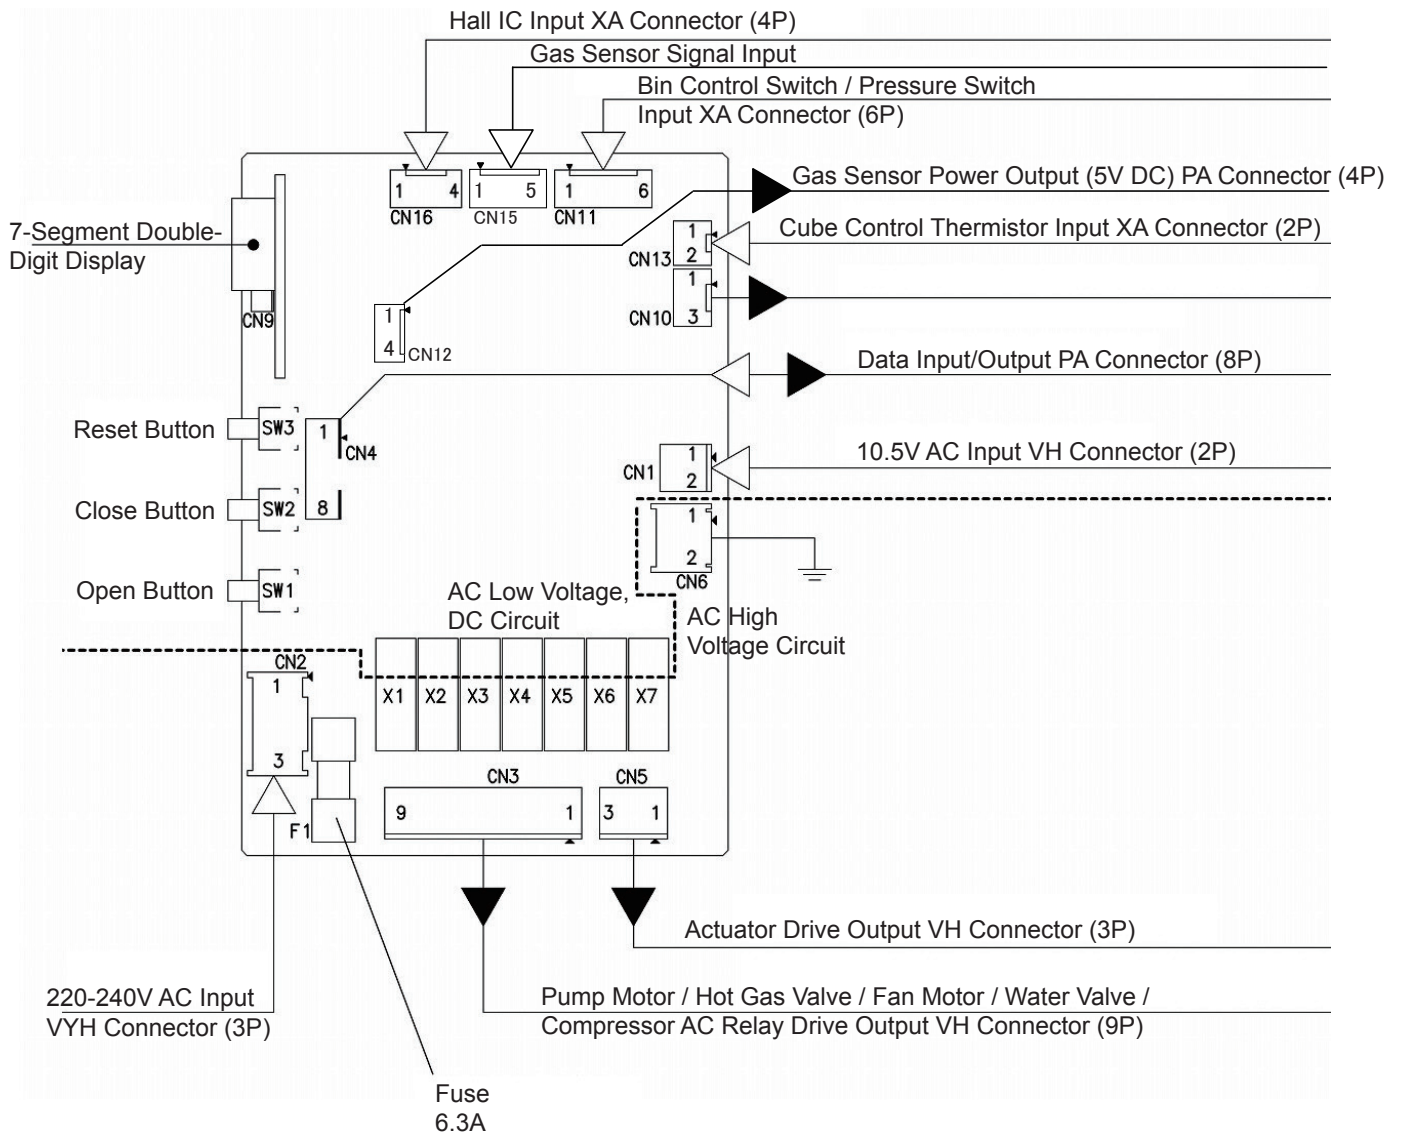 Hall IC Input XA Connector (4P)
Gas Sensor Signal Input
Bin Control Switch / Pressure Switch
Input XA Connector (6P)
1 4
CN16
1 5
CN15
1 6
CN11
Gas Sensor Power Output (5V DC) PA Connector (4P)
7-Segment Double-
Digit Display
CN9
1
2
CN13
Cube Control Thermistor Input XA Connector (2P)
1
3
CN10
1
4
CN12
Data Input/Output PA Connector (8P)
Reset Button
SW3
1
8
CN4
10.5V AC Input VH Connector (2P)
CN1
1
2
Close Button
SW2
1
2
CN6
Open Button
SW1
AC Low Voltage,
DC Circuit
AC High
Voltage Circuit
CN2
1
3
X1 X2 X3 X4 X5 X6 X7
CN3
9 1
CN5
3 1
F1
Actuator Drive Output VH Connector (3P)
220-240V AC Input
VYH Connector (3P)
Pump Motor / Hot Gas Valve / Fan Motor / Water Valve /
Compressor AC Relay Drive Output VH Connector (9P)
Fuse
6.3A